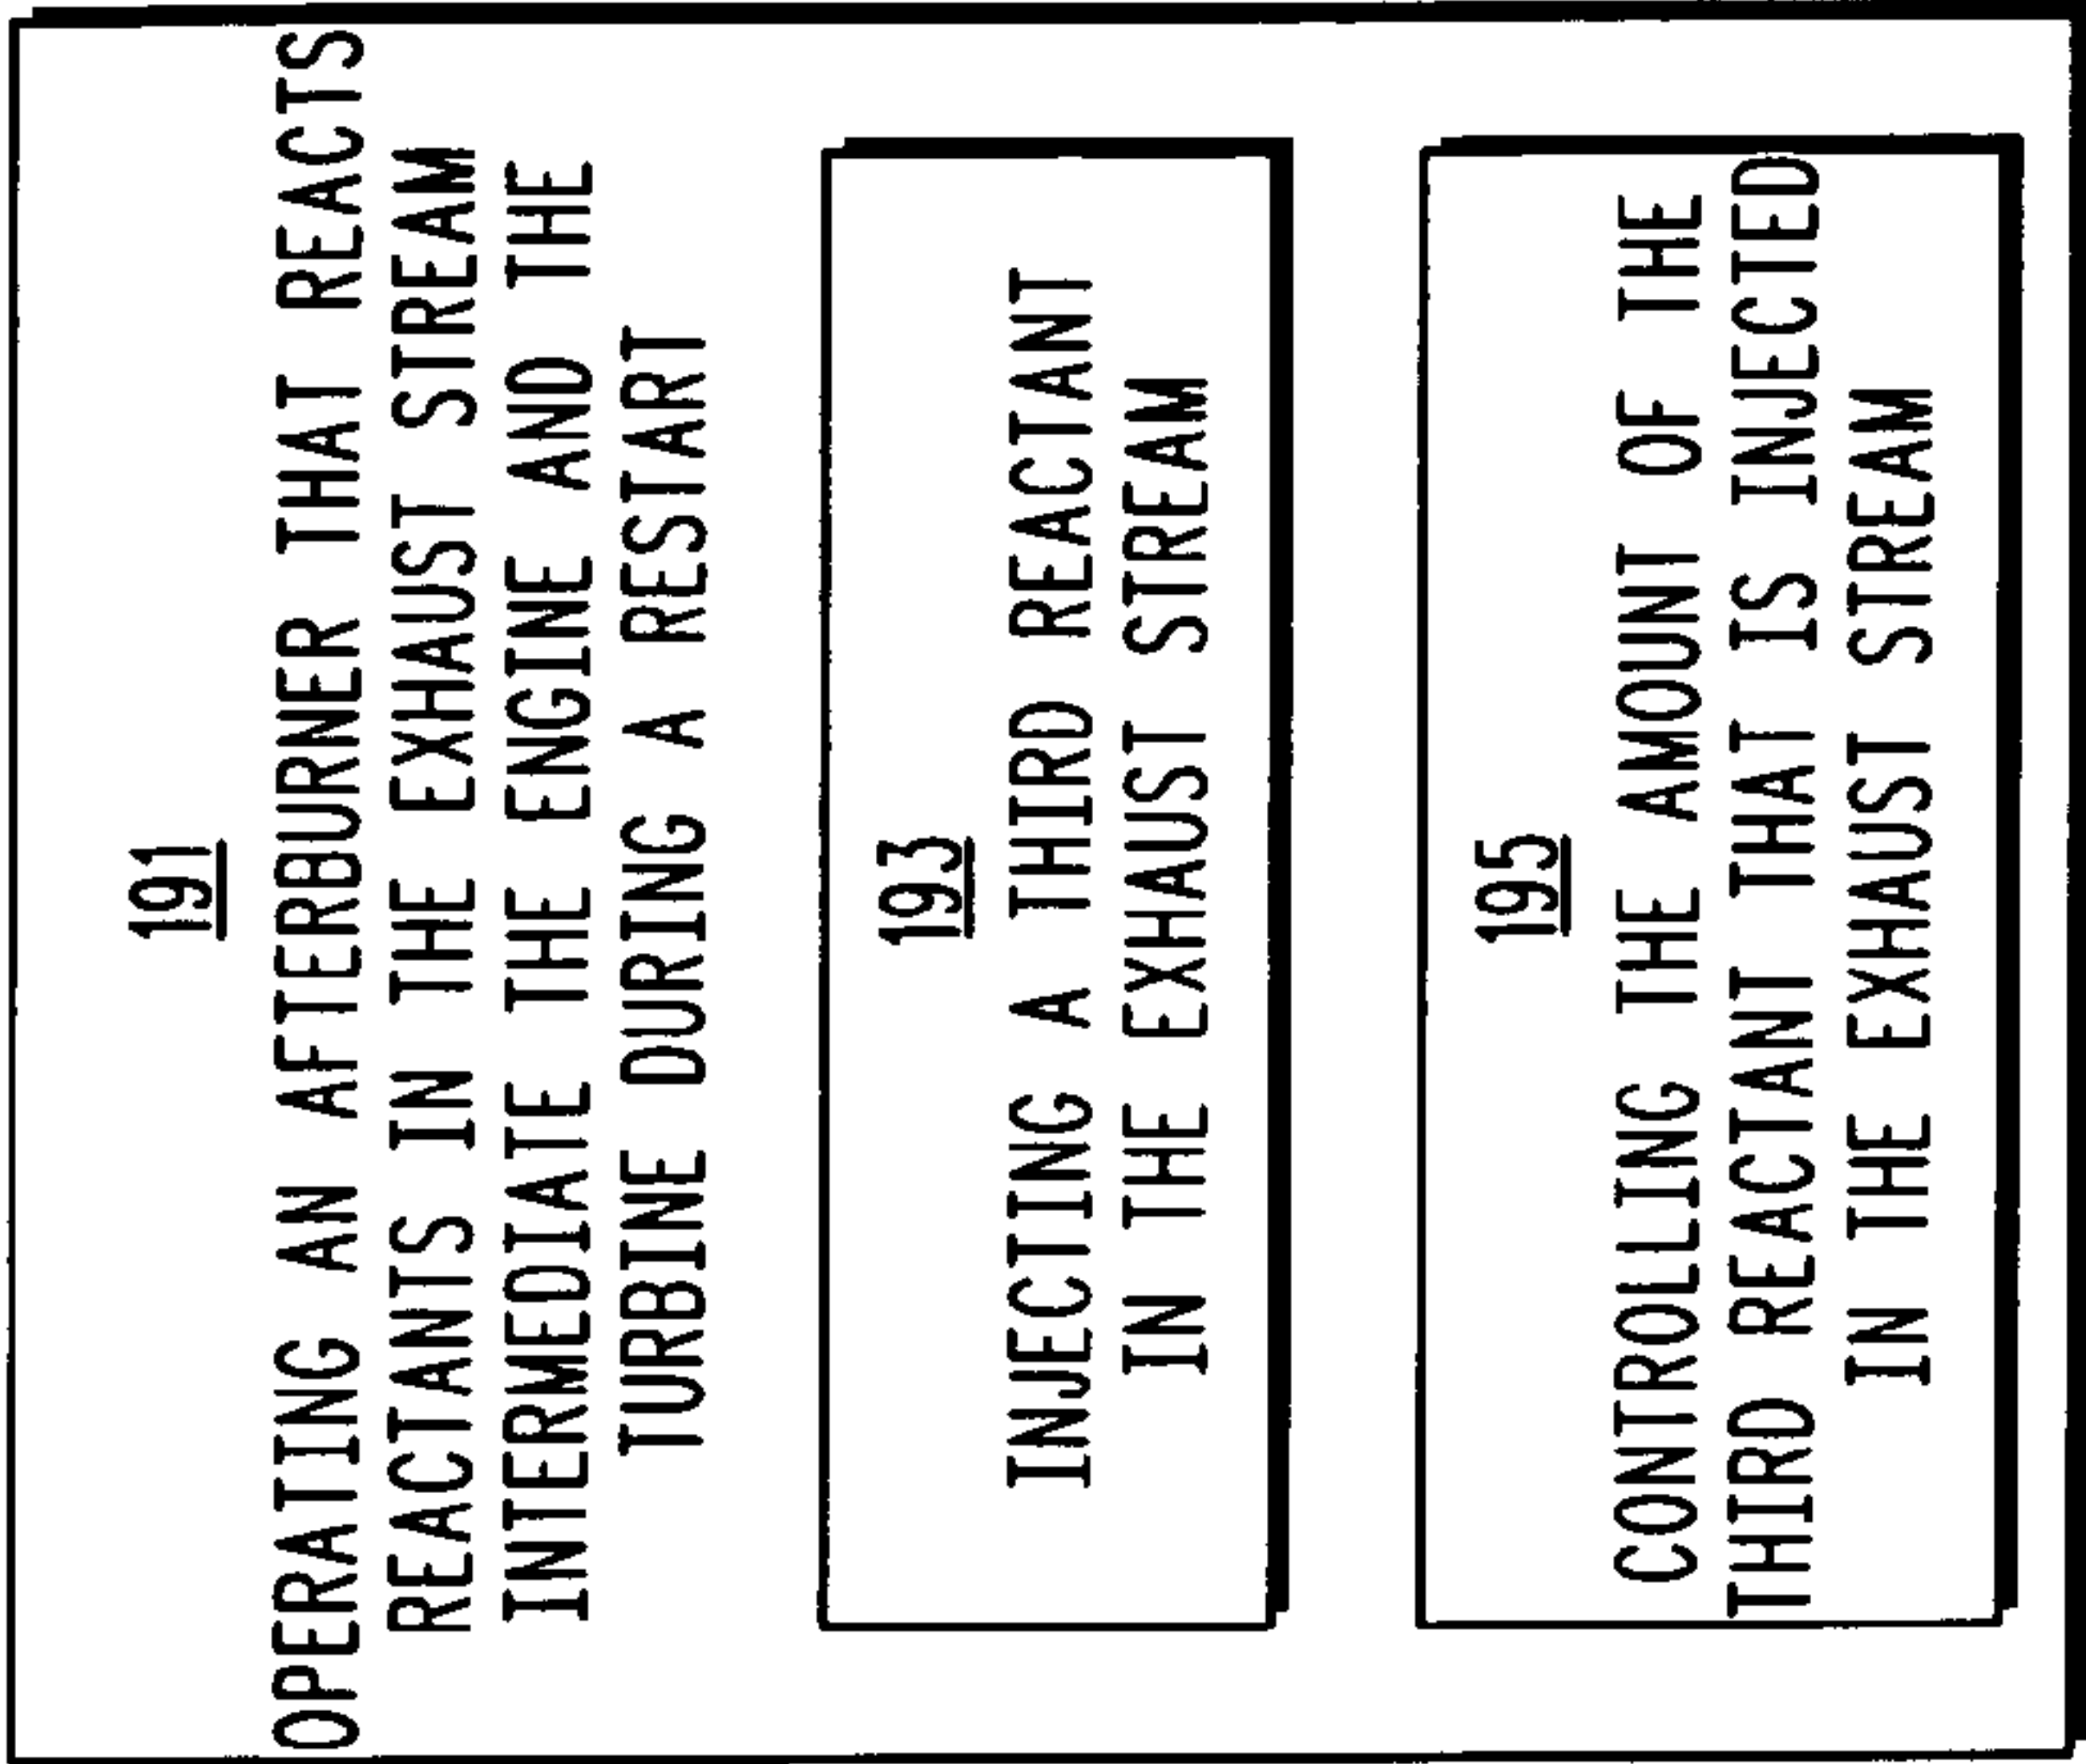 191
OPERATING AN AFTERBURNER THAT REACTS
REACTANTS IN THE EXHAUST STREAM
INTERMEDIATE THE ENGINE AND THE
TURBINE DURING A RESTART
193
INJECTING A THIRD REACTANT
IN THE EXHAUST STREAM
195
CONTROLLING THE AMOUNT OF THE
THIRD REACTANT THAT IS INJECTED
IN THE EXHAUST STREAM